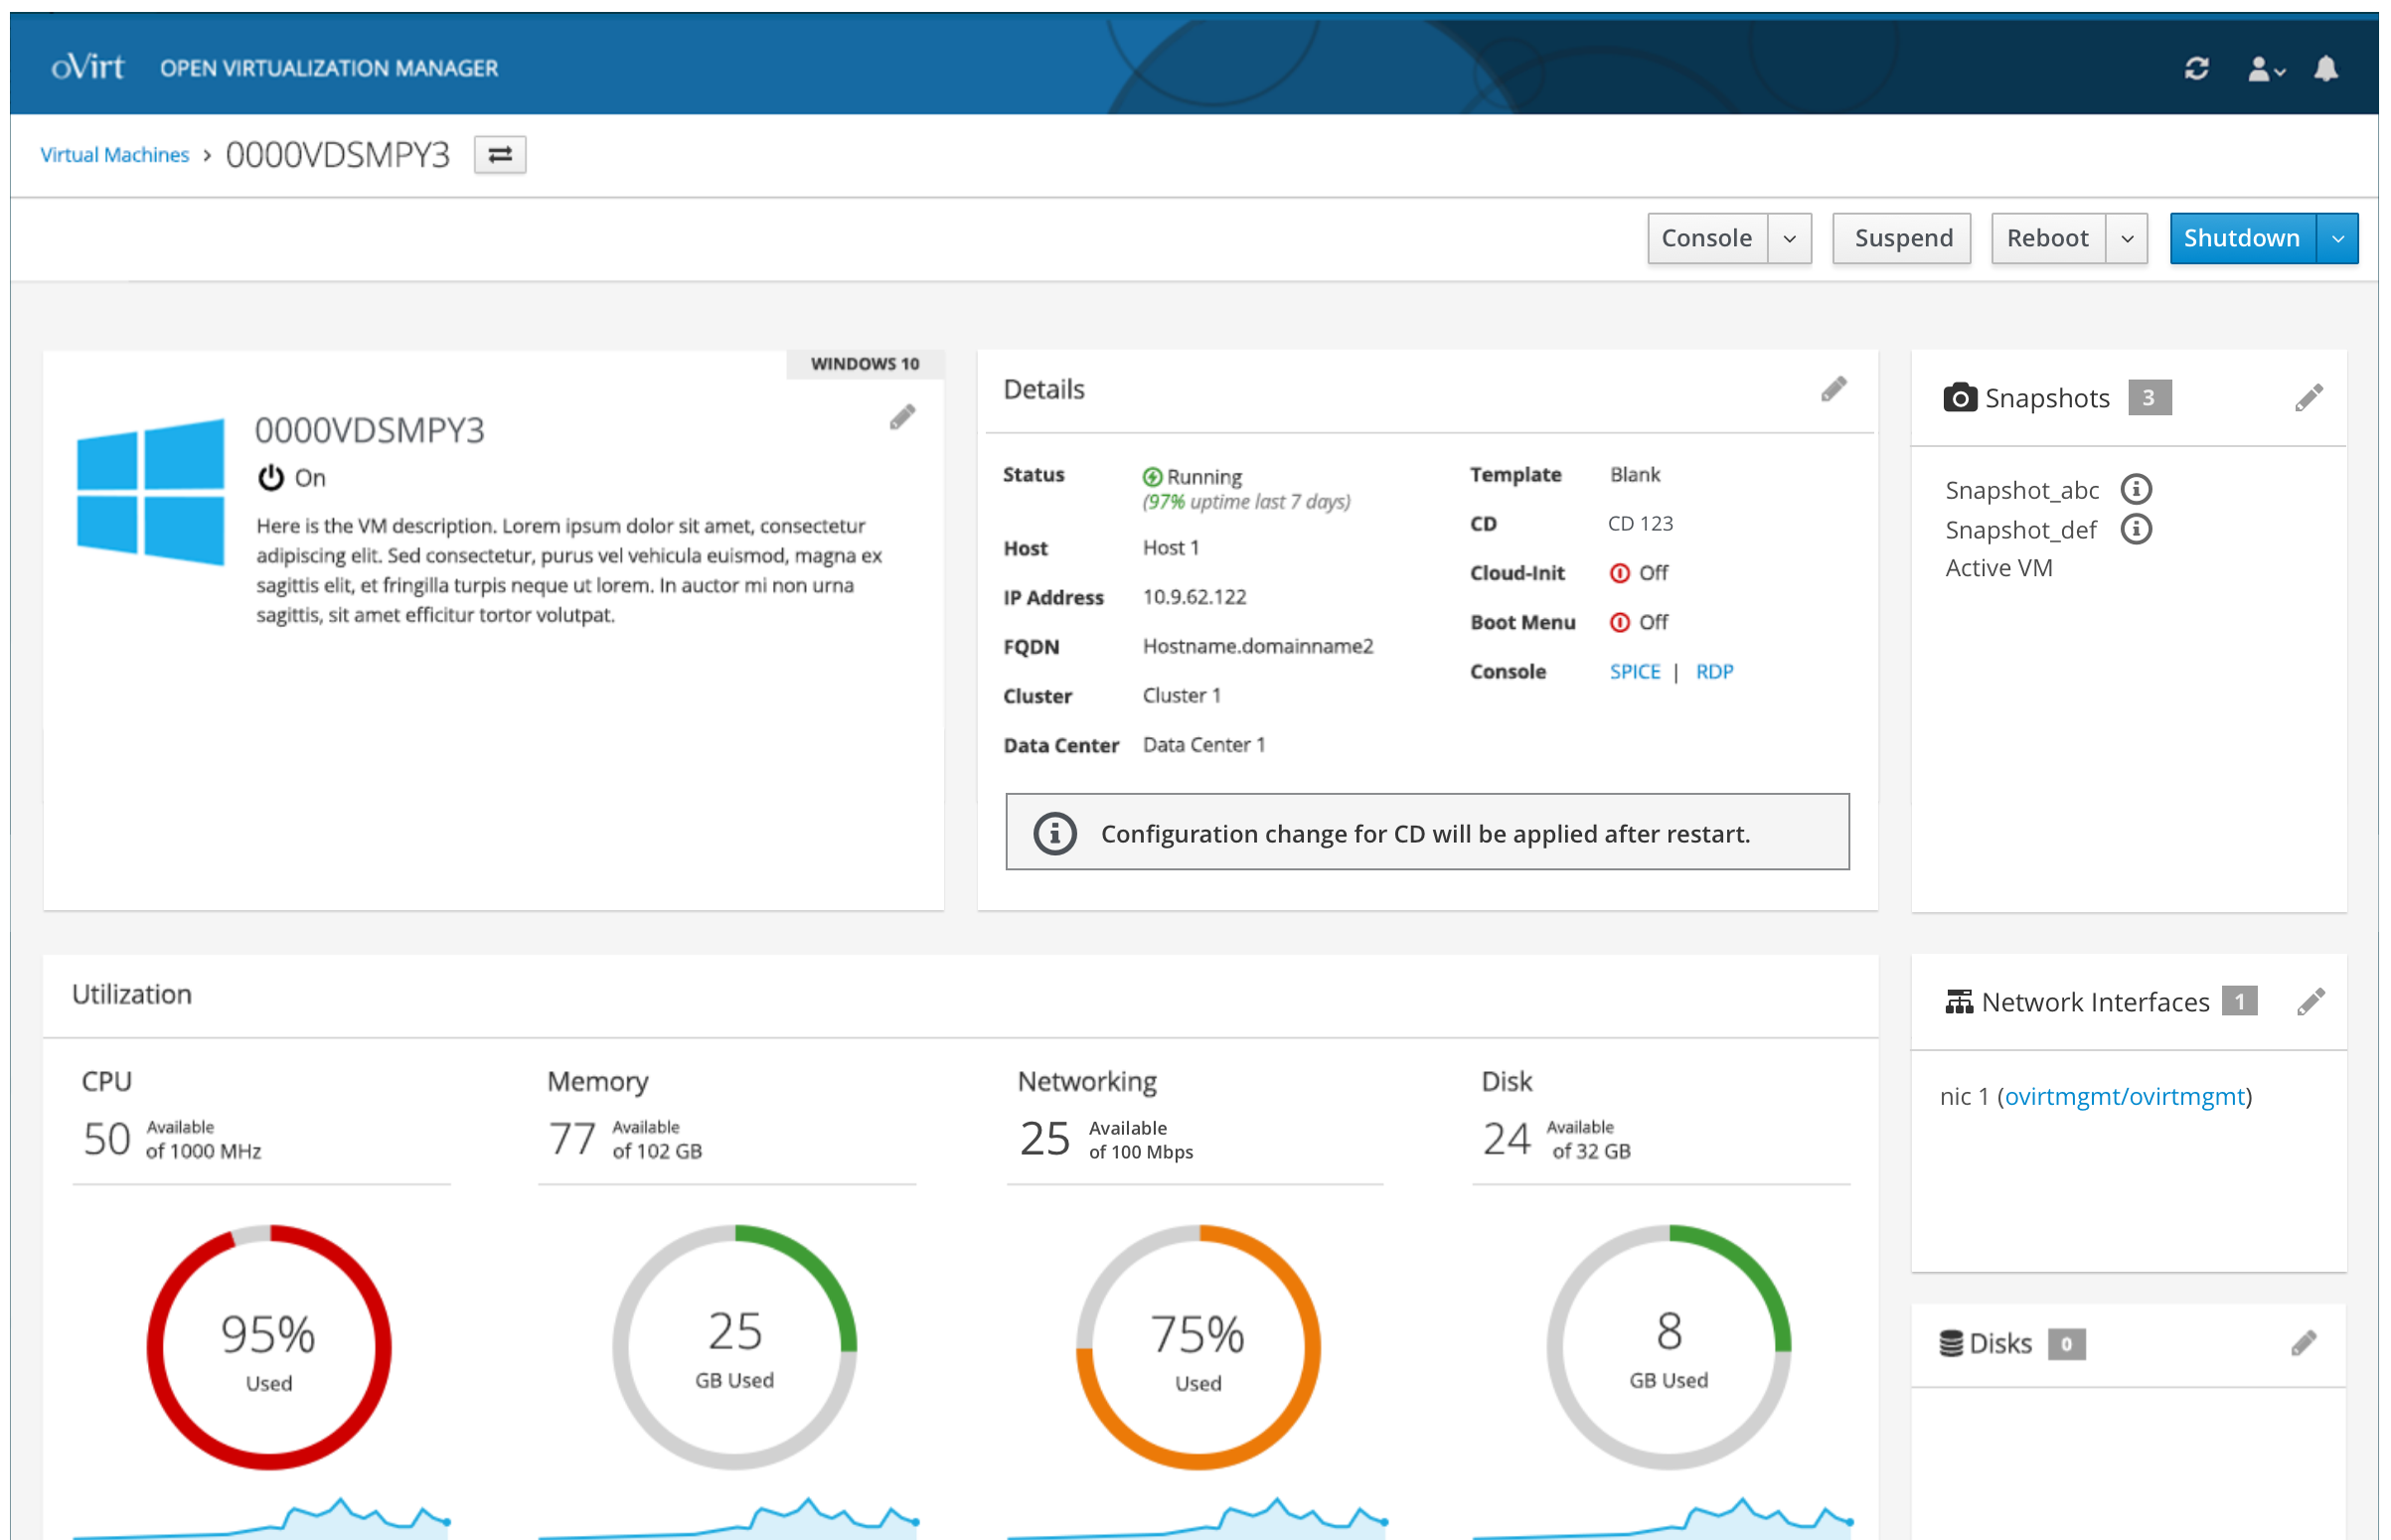 oVirt OPEN VIRTUALIZATION MANAGER
Virtual Machines > 0000VDSMPY3
Console Suspend Reboot Shutdown
WINDOWS 10
0000VDSMPY3
On
Here is the VM description. Lorem ipsum dolor sit amet, consectetur
adipiscing elit. Sed consectetur, purus vel vehicula euismod, magna ex
sagittis elit, et fringilla turpis neque ut lorem. In auctor mi non urna
sagittis, sit amet efficitur tortor volutpat.
Details
Status Running
(97% uptime last 7 days)
Host Host 1
IP Address 10.9.62.122
FQDN Hostname.domainname2
Cluster Cluster 1
Data Center Data Center 1
Template Blank
CD CD 123
Cloud-Init Off
Boot Menu Off
Console SPICE | RDP
Configuration change for CD will be applied after restart.
Snapshots 3
Snapshot_abc
Snapshot_def
Active VM
Utilization
CPU
50 Available
of 1000 MHz
95%
Used
Memory
77 Available
of 102 GB
25
GB Used
Networking
25 Available
of 100 Mbps
75%
Used
Disk
24 Available
of 32 GB
8
GB Used
Network Interfaces 1
nic 1 (ovirtmgmt/ovirtmgmt)
Disks 0